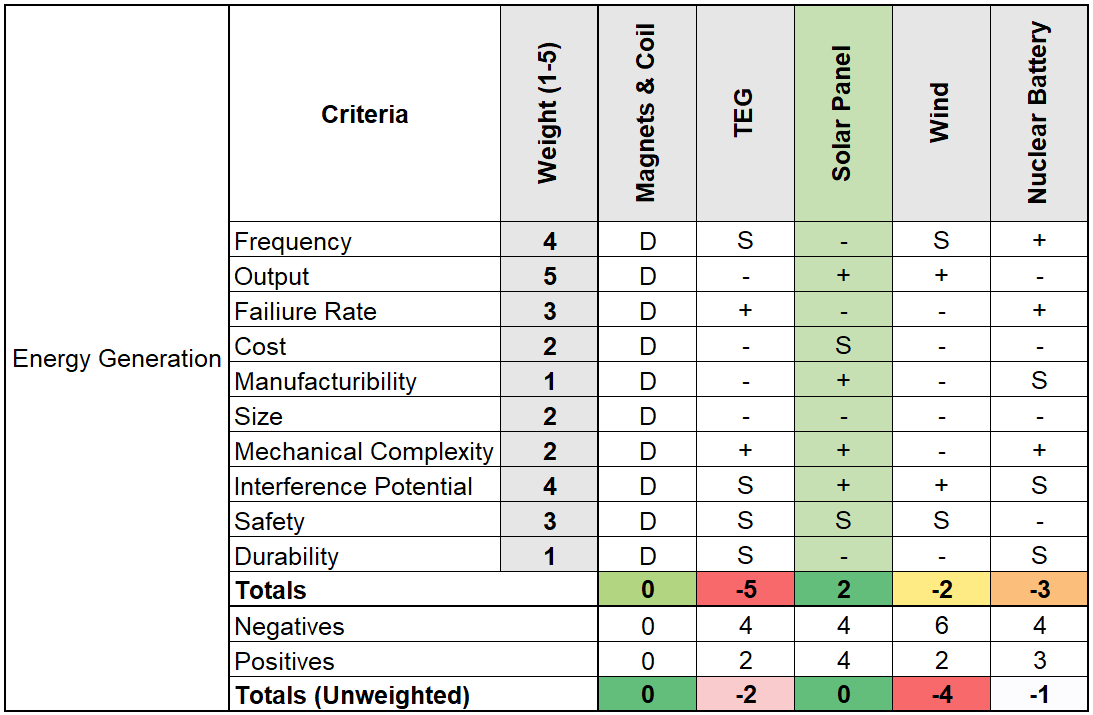 Criteria Weight (1-5) Magnets & Coil TEG Solar Panel Wind Nuclear Battery
Frequency 4 D S - S +
Output 5 D - + + -
Failiure Rate 3 D + - - +
Energy Generation
Cost 2 D - S - -
Manufacturibility 1 D - + - S
Size 2 D - - - -
Mechanical Complexity 2 D + + - +
Interference Potential 4 D S + + S
Safety 3 D S S S -
Durability 1 D S - - S
Totals 0 -5 2 -2 -3
Negatives 0 4 4 6 4
Positives 0 2 4 2 3
Totals (Unweighted) 0 -2 0 -4 -1